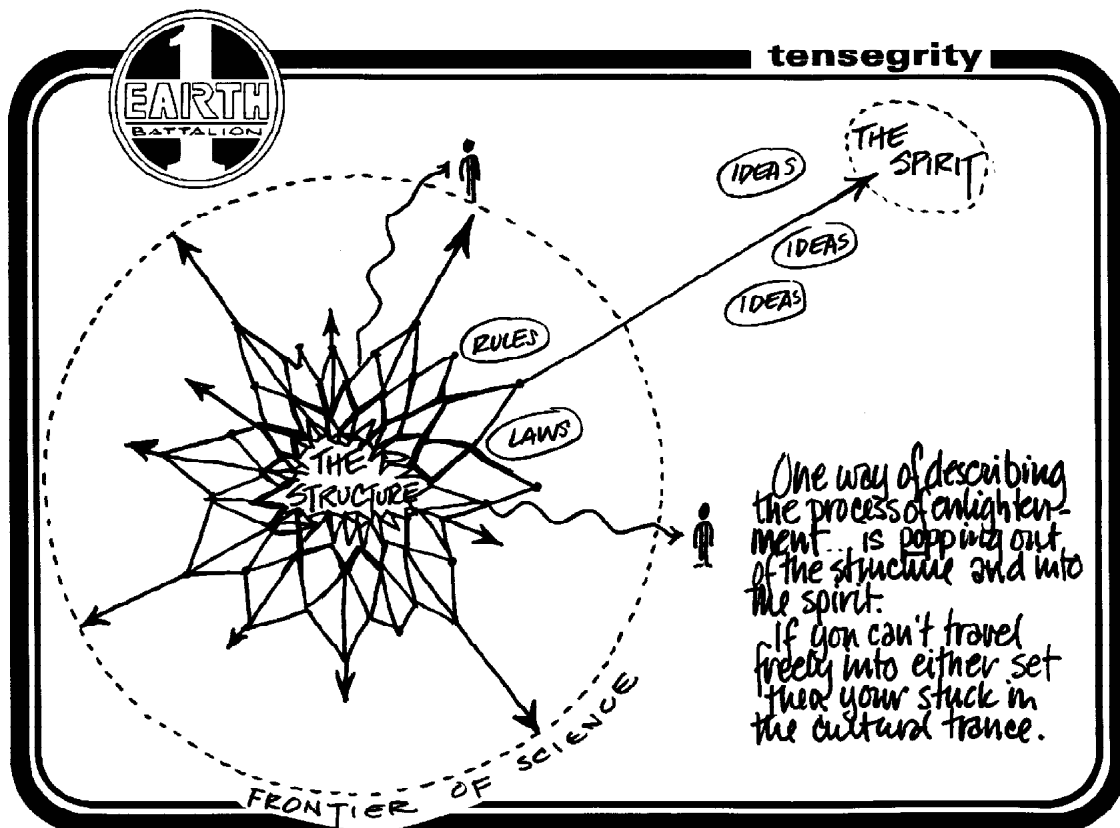 1
EARTH
BATTALION
tensegrity
THE
SPIRIT
IDEAS
IDEAS
IDEAS
RULES
LAWS
THE
STRUCTURE
FRONTIER OF SCIENCE
One way of describing
the process of enlighten-
ment... is popping out
of the structure and into
the spirit.
If you can't travel
freely into either set
then your stuck in
the cultural trance.